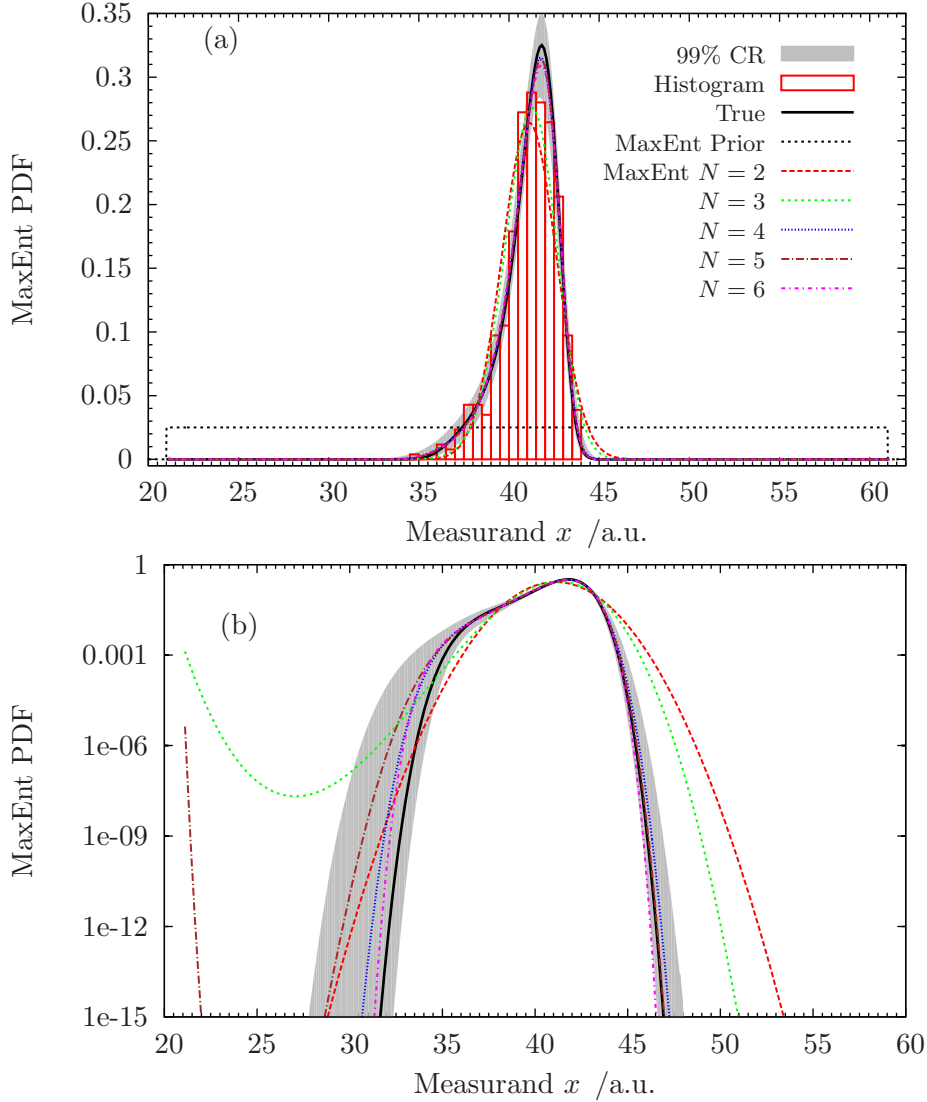 (a)
0.35
0.3
0.25
0.2
0.15
0.1
0.05
0
MaxEnt PDF
99% CR
Histogram
True
MaxEnt Prior
MaxEnt N = 2
N = 3
N = 4
N = 5
N = 6
20 25 30 35 40 45 50 55 60
Measurand x /a.u.
(b)
1
0.001
1e-06
1e-09
1e-12
1e-15
MaxEnt PDF
20 25 30 35 40 45 50 55 60
Measurand x /a.u.